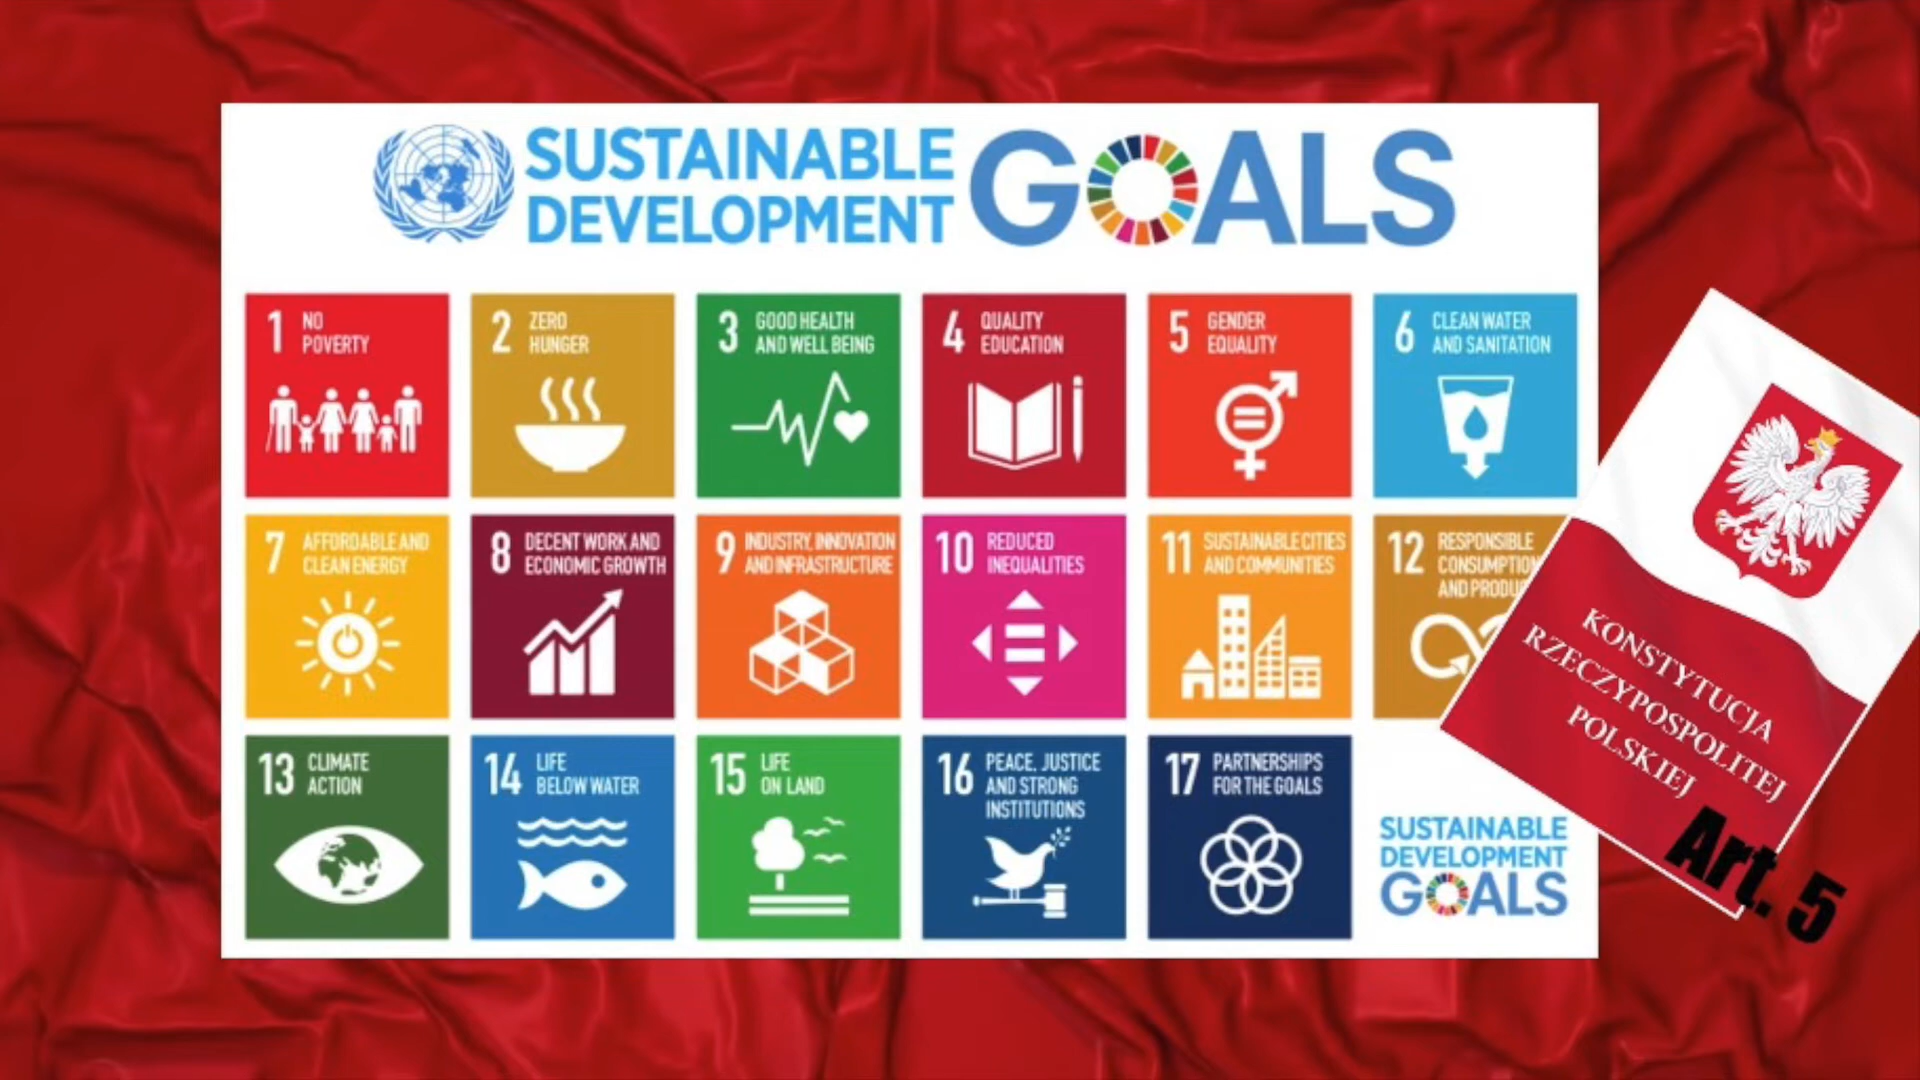 SUSTAINABLE
DEVELOPMENT
GOALS
1 NO
POVERTY
2 ZERO
HUNGER
3 GOOD HEALTH
AND WELL BEING
4 QUALITY
EDUCATION
5 GENDER
EQUALITY
6 CLEAN WATER
AND SANITATION
7 AFFORDABLE AND
CLEAN ENERGY
8 DECENT WORK AND
ECONOMIC GROWTH
9 INDUSTRY, INNOVATION
AND INFRASTRUCTURE
10 REDUCED
INEQUALITIES
11 SUSTAINABLE CITIES
AND COMMUNITIES
12 RESPONSIBLE
CONSUMPTION
AND
13 CLIMATE
ACTION
14 LIFE
BELOW WATER
15 LIFE
ON LAND
16 PEACE, JUSTICE
AND STRONG
INSTITUTIONS
17 PARTNERSHIPS
FOR THE GOALS
SUSTAINABLE
DEVELOPMENT
GOALS
KONSTYTUCJA
RZECZYPOSPOLITEJ
POLSKIEJ
Art. 5